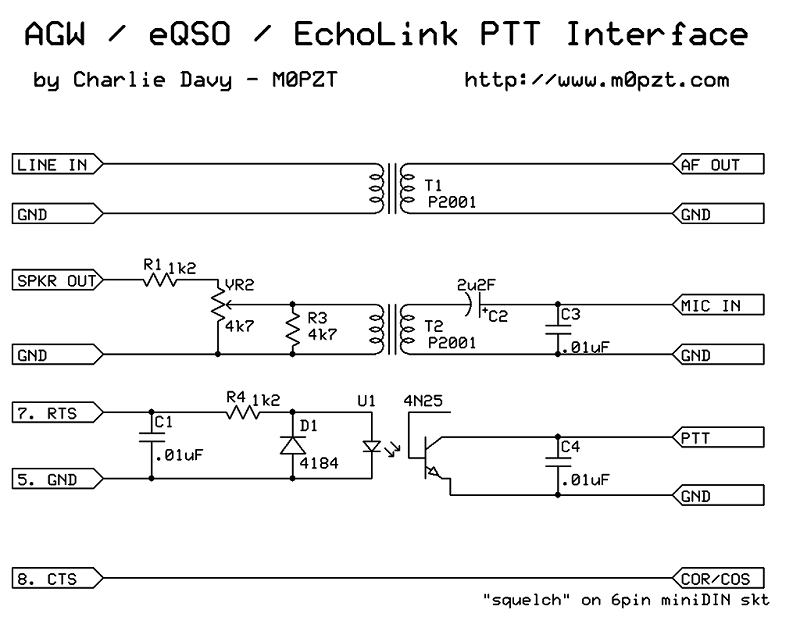 AGW / eQSO / EchoLink PTT Interface
by Charlie Davy - M0PZT http://www.m0pzt.com
LINE IN AF OUT
T1
P2001
GND GND
R1 1k2
SPKR OUT VR2 2u2F
+C2 C3 MIC IN
R3 T2
4k7 4k7 P2001
GND .01uF GND
R4 1k2 U1 4N25
7. RTS
C1 D1
PTT
.01uF 4184 C4
5. GND .01uF
GND
8. CTS COR/COS
"squelch" on 6pin miniDIN skt